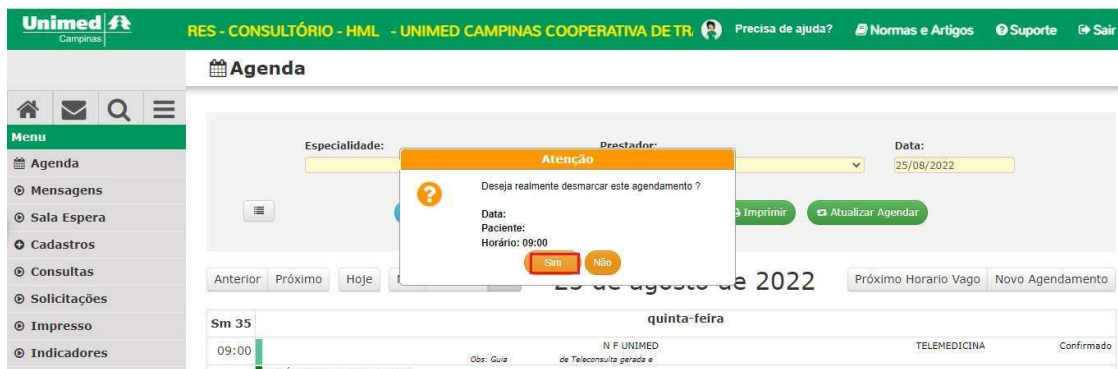 Unimed
Campinas
RES - CONSULTÓRIO - HML - UNIMED CAMPINAS COOPERATIVA DE TR.
Precisa de ajuda?
Normas e Artigos
Suporte
Sair
Agenda
Menu
Agenda
Mensagens
Sala Espera
Cadastros
Consultas
Solicitações
Impresso
Indicadores
Especialidade:
Prestador:
Data:
25/08/2022
Atenção
Deseja realmente desmarcar este agendamento ?
Data:
Paciente:
Horário: 09:00
Sim
Não
Imprimir
Atualizar Agendar
Anterior
Próximo
Hoje
25 de agosto de 2022
Próximo Horario Vago
Novo Agendamento
Sm 35
quinta-feira
09:00
N F UNIMED
TELEMEDICINA
Confirmado
Obs: Guia de Teleconsulta gerada e